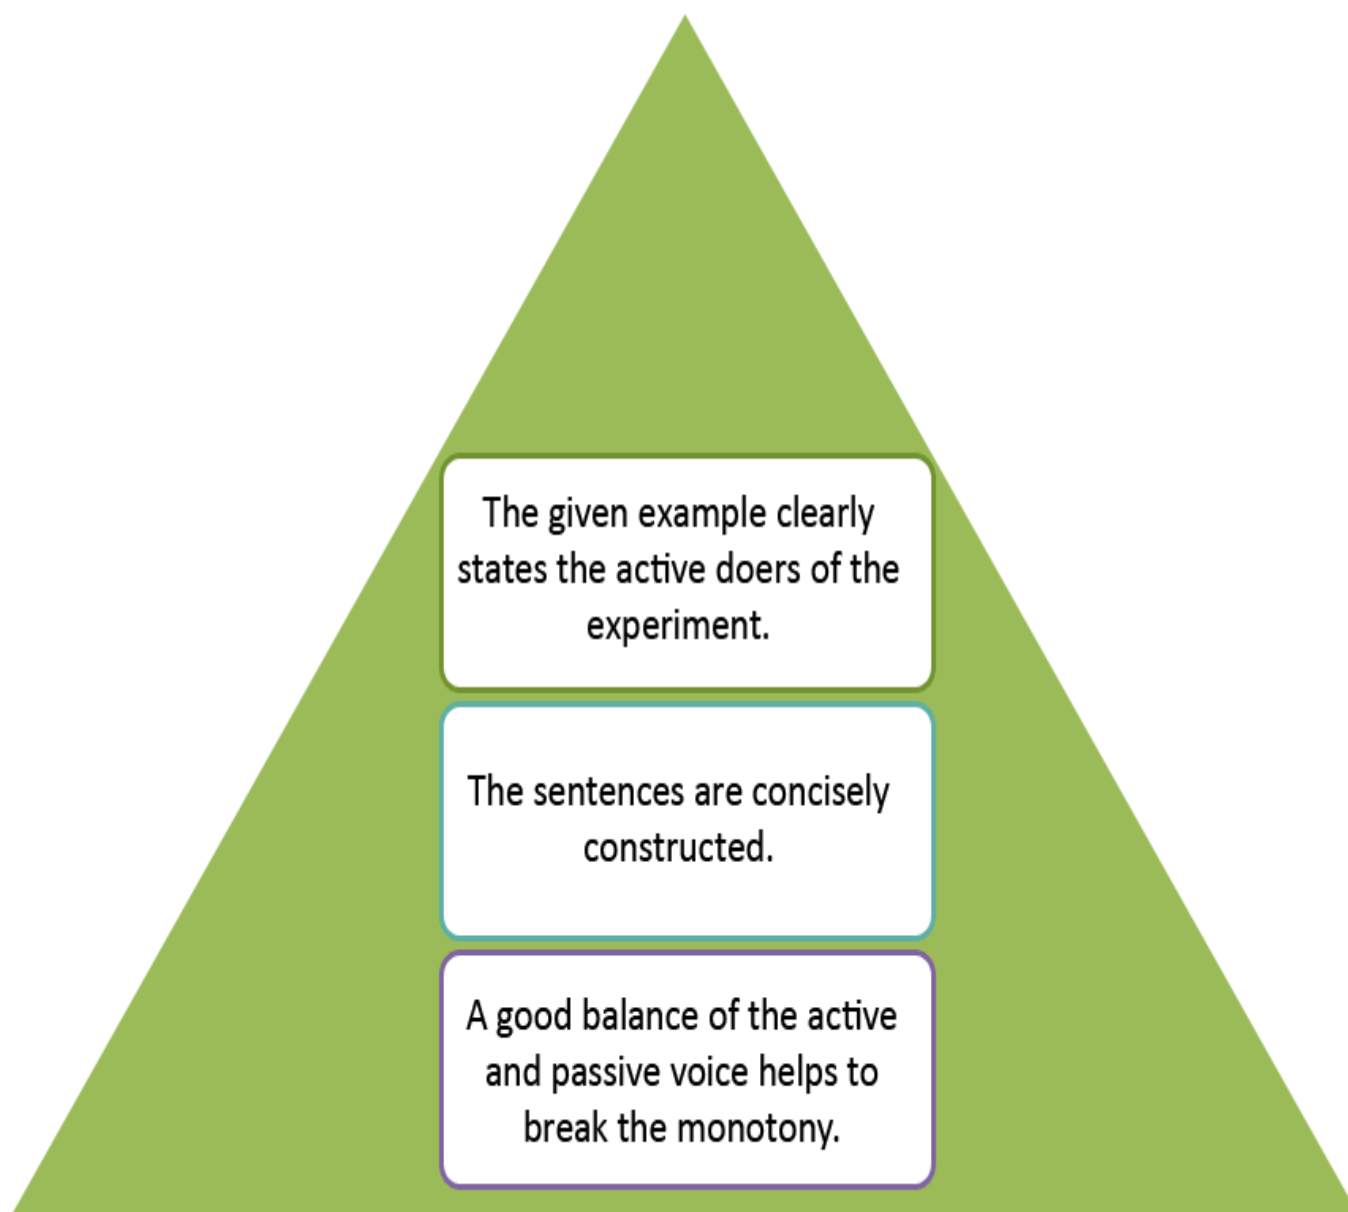 The given example clearly
states the active doers of the
experiment.
The sentences are concisely
constructed.
A good balance of the active
and passive voice helps to
break the monotony.